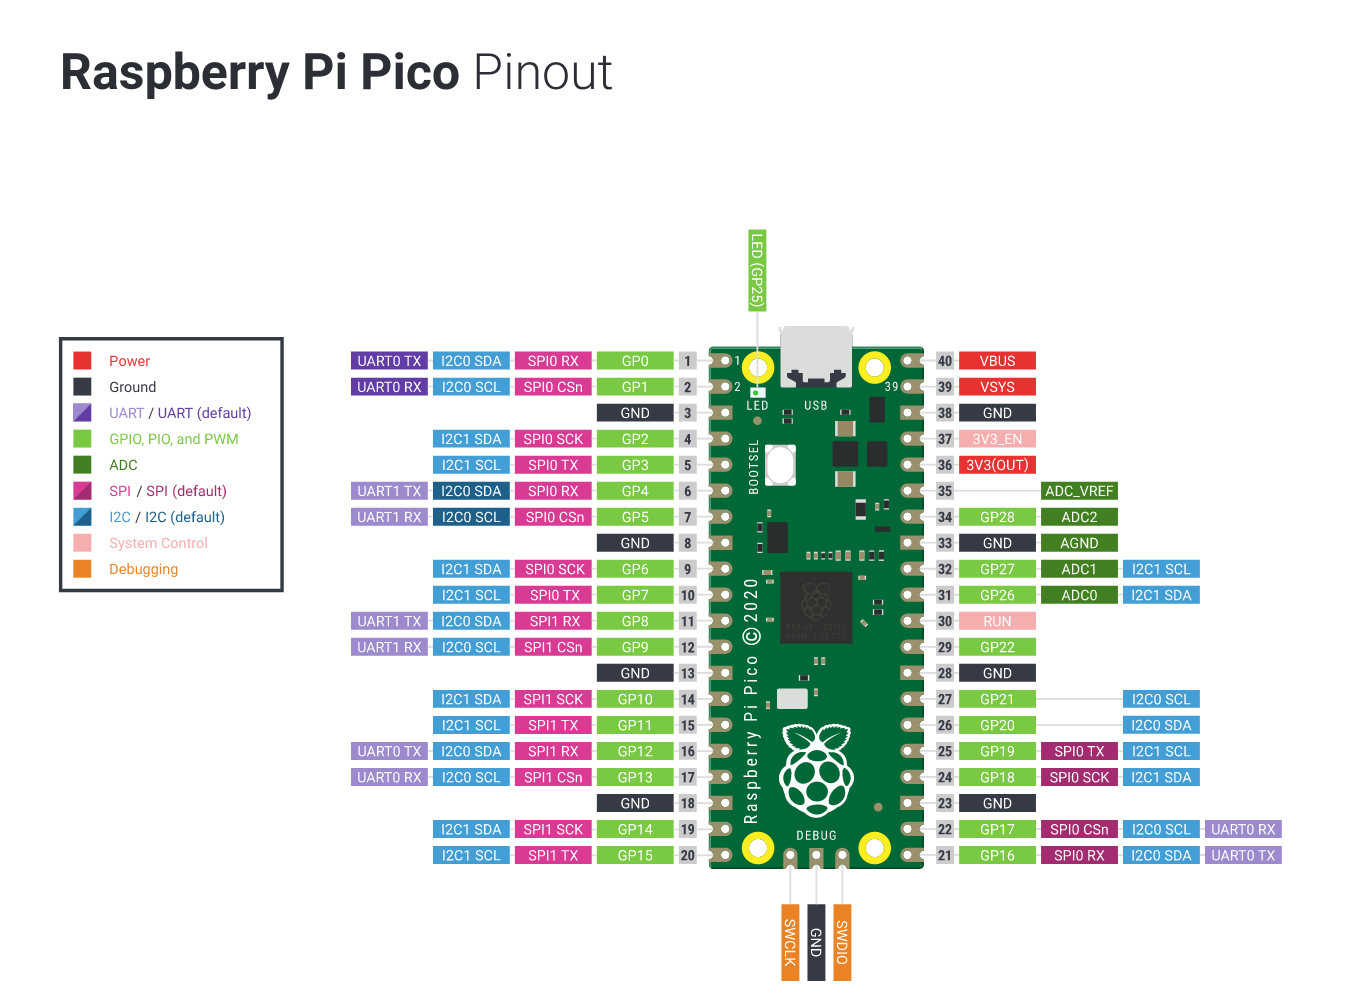 Raspberry Pi Pico Pinout
LED (GP25)
Power
Ground
UART / UART (default)
GPIO, PIO, and PWM
ADC
SPI / SPI (default)
I2C / I2C (default)
System Control
Debugging
UART0 TX I2C0 SDA SPI0 RX GP0 1 1 40 VBUS
UART0 RX I2C0 SCL SPI0 CSn GP1 2 2 39 39 VSYS
LED USB
GND 3 38 GND
I2C1 SDA SPI0 SCK GP2 4 37 3V3_EN
I2C1 SCL SPI0 TX GP3 5 36 3V3(OUT)
BOOTSEL
UART1 TX I2C0 SDA SPI0 RX GP4 6 35 ADC_VREF
UART1 RX I2C0 SCL SPI0 CSn GP5 7 34 GP28 ADC2
GND 8 33 GND AGND
I2C1 SDA SPI0 SCK GP6 9 32 GP27 ADC1 I2C1 SCL
I2C1 SCL SPI0 TX GP7 10 31 GP26 ADC0 I2C1 SDA
UART1 TX I2C0 SDA SPI1 RX GP8 11 30 RUN
UART1 RX I2C0 SCL SPI1 CSn GP9 12 29 GP22
GND 13 28 GND
I2C1 SDA SPI1 SCK GP10 14 27 GP21 I2C0 SCL
I2C1 SCL SPI1 TX GP11 15 26 GP20 I2C0 SDA
Raspberry Pi Pico ©2020
UART0 TX I2C0 SDA SPI1 RX GP12 16 25 GP19 SPI0 TX I2C1 SCL
UART0 RX I2C0 SCL SPI1 CSn GP13 17 24 GP18 SPI0 SCK I2C1 SDA
GND 18 23 GND
I2C1 SDA SPI1 SCK GP14 19 22 GP17 SPI0 CSn I2C0 SCL UART0 RX
DEBUG
I2C1 SCL SPI1 TX GP15 20 21 GP16 SPI0 RX I2C0 SDA UART0 TX
SWCLK
GND
SWDIO